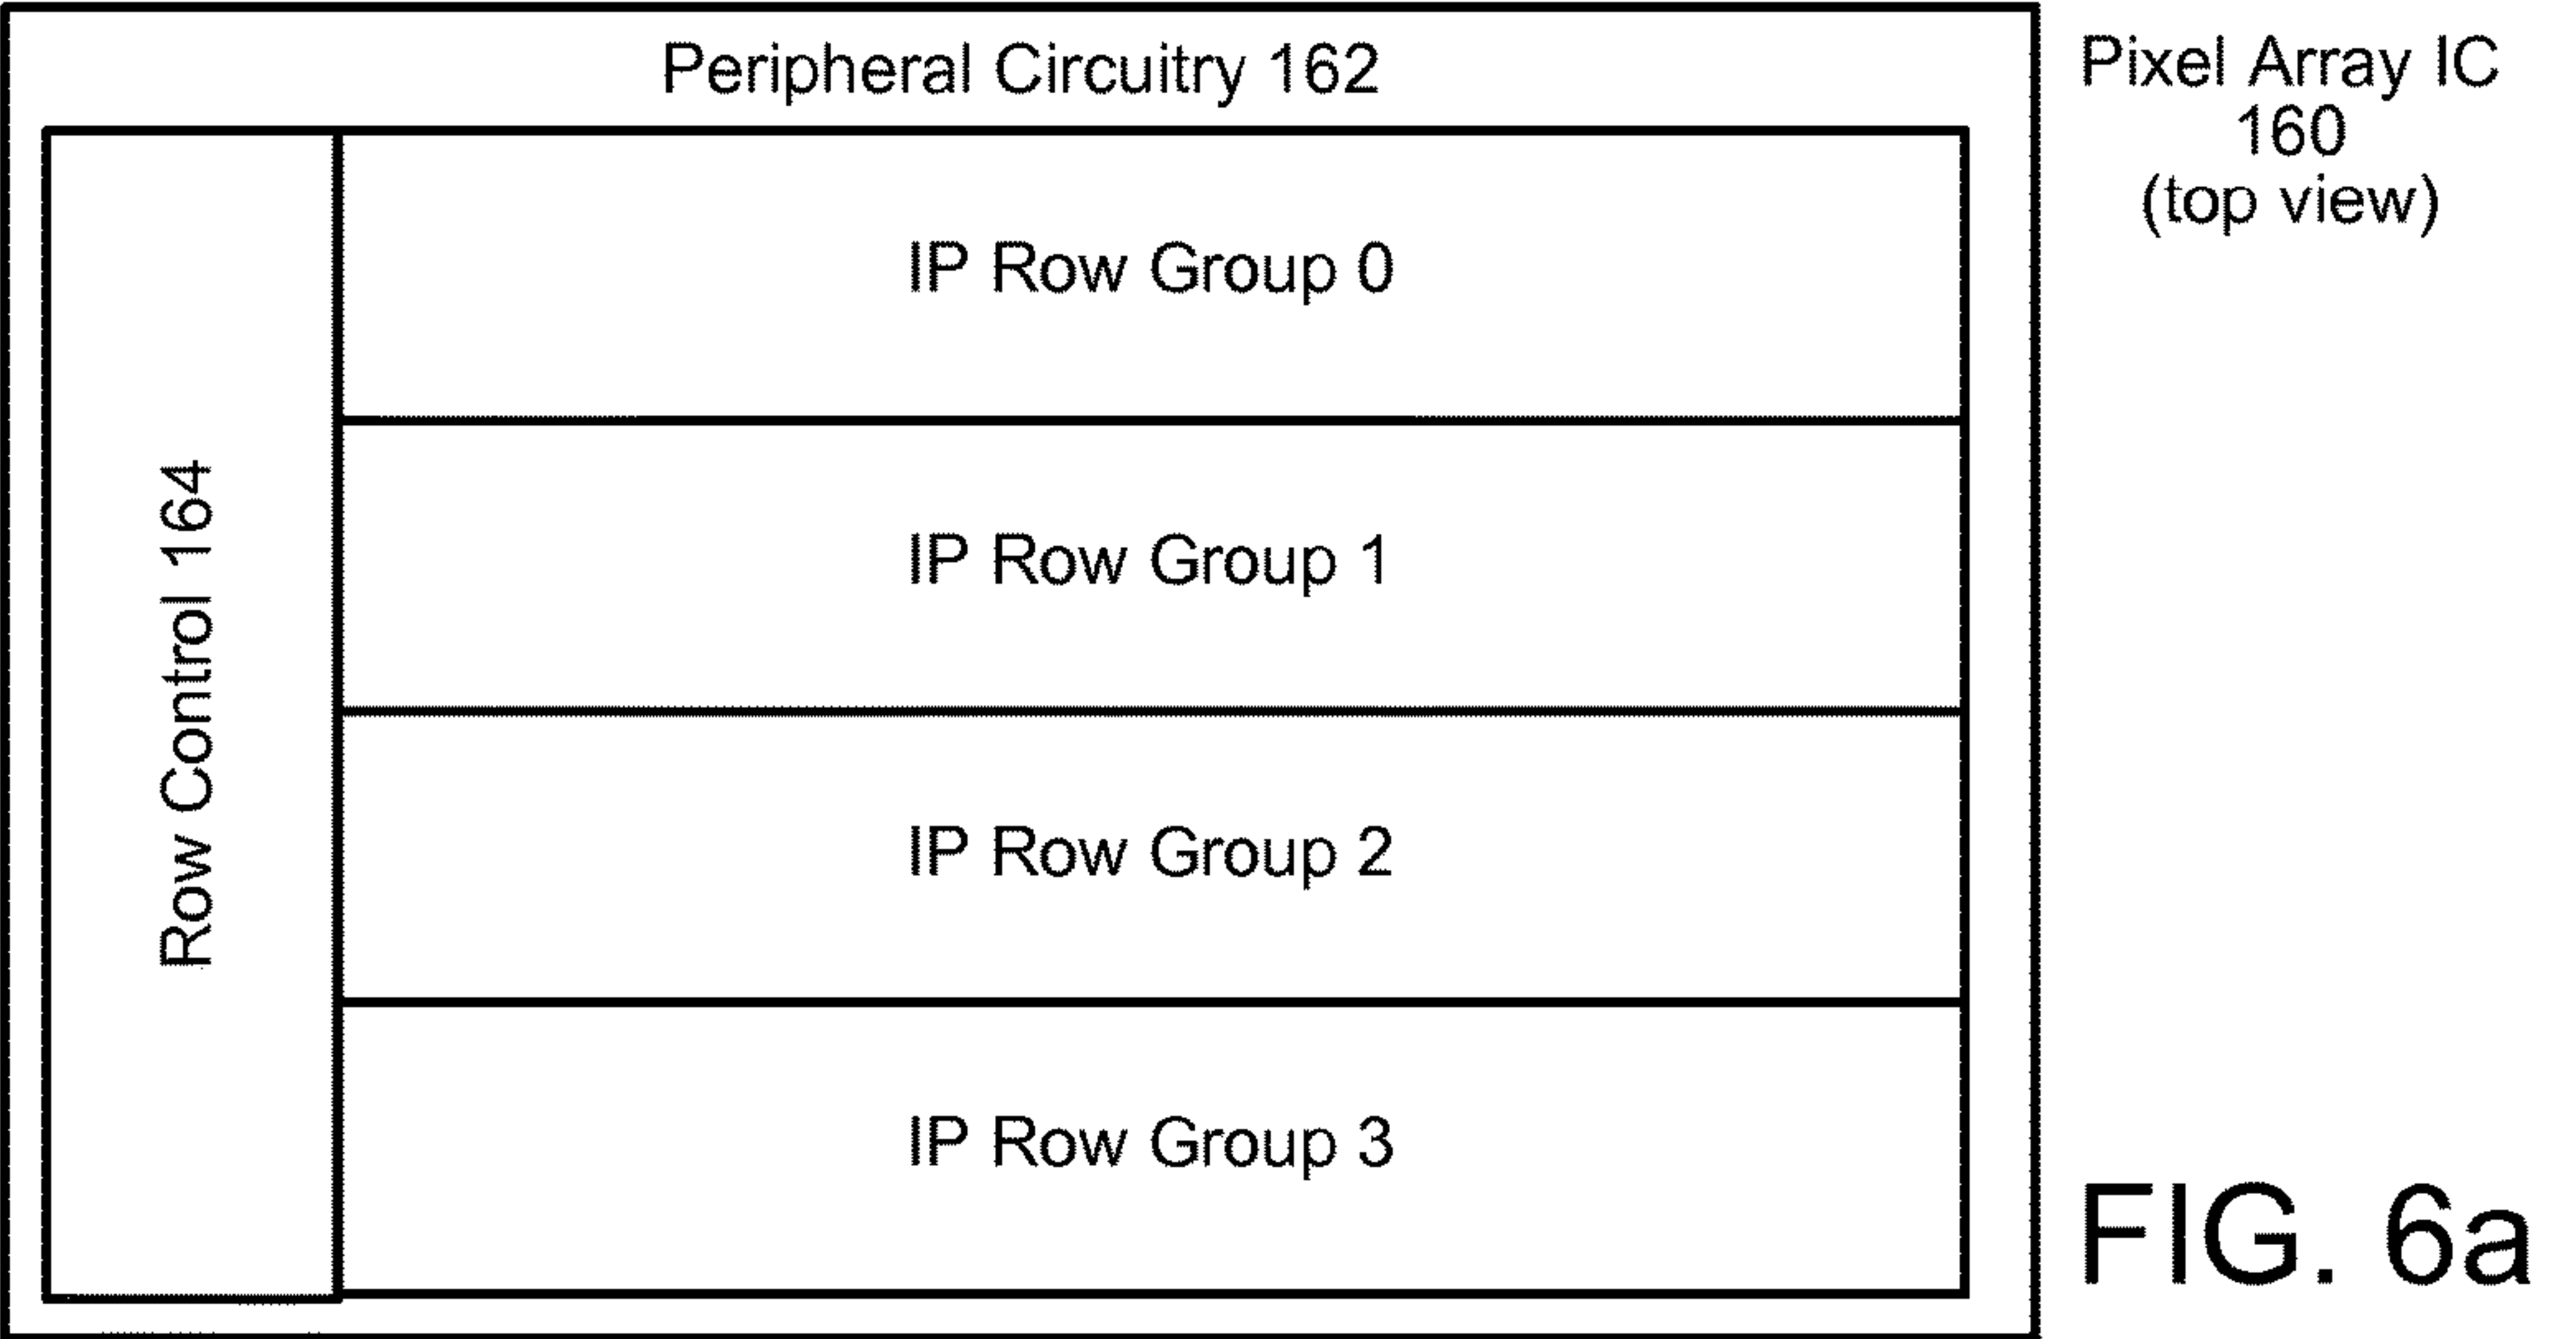 Peripheral Circuitry 162
Pixel Array IC
160
(top view)
Row Control 164
IP Row Group 0
IP Row Group 1
IP Row Group 2
IP Row Group 3
FIG. 6a